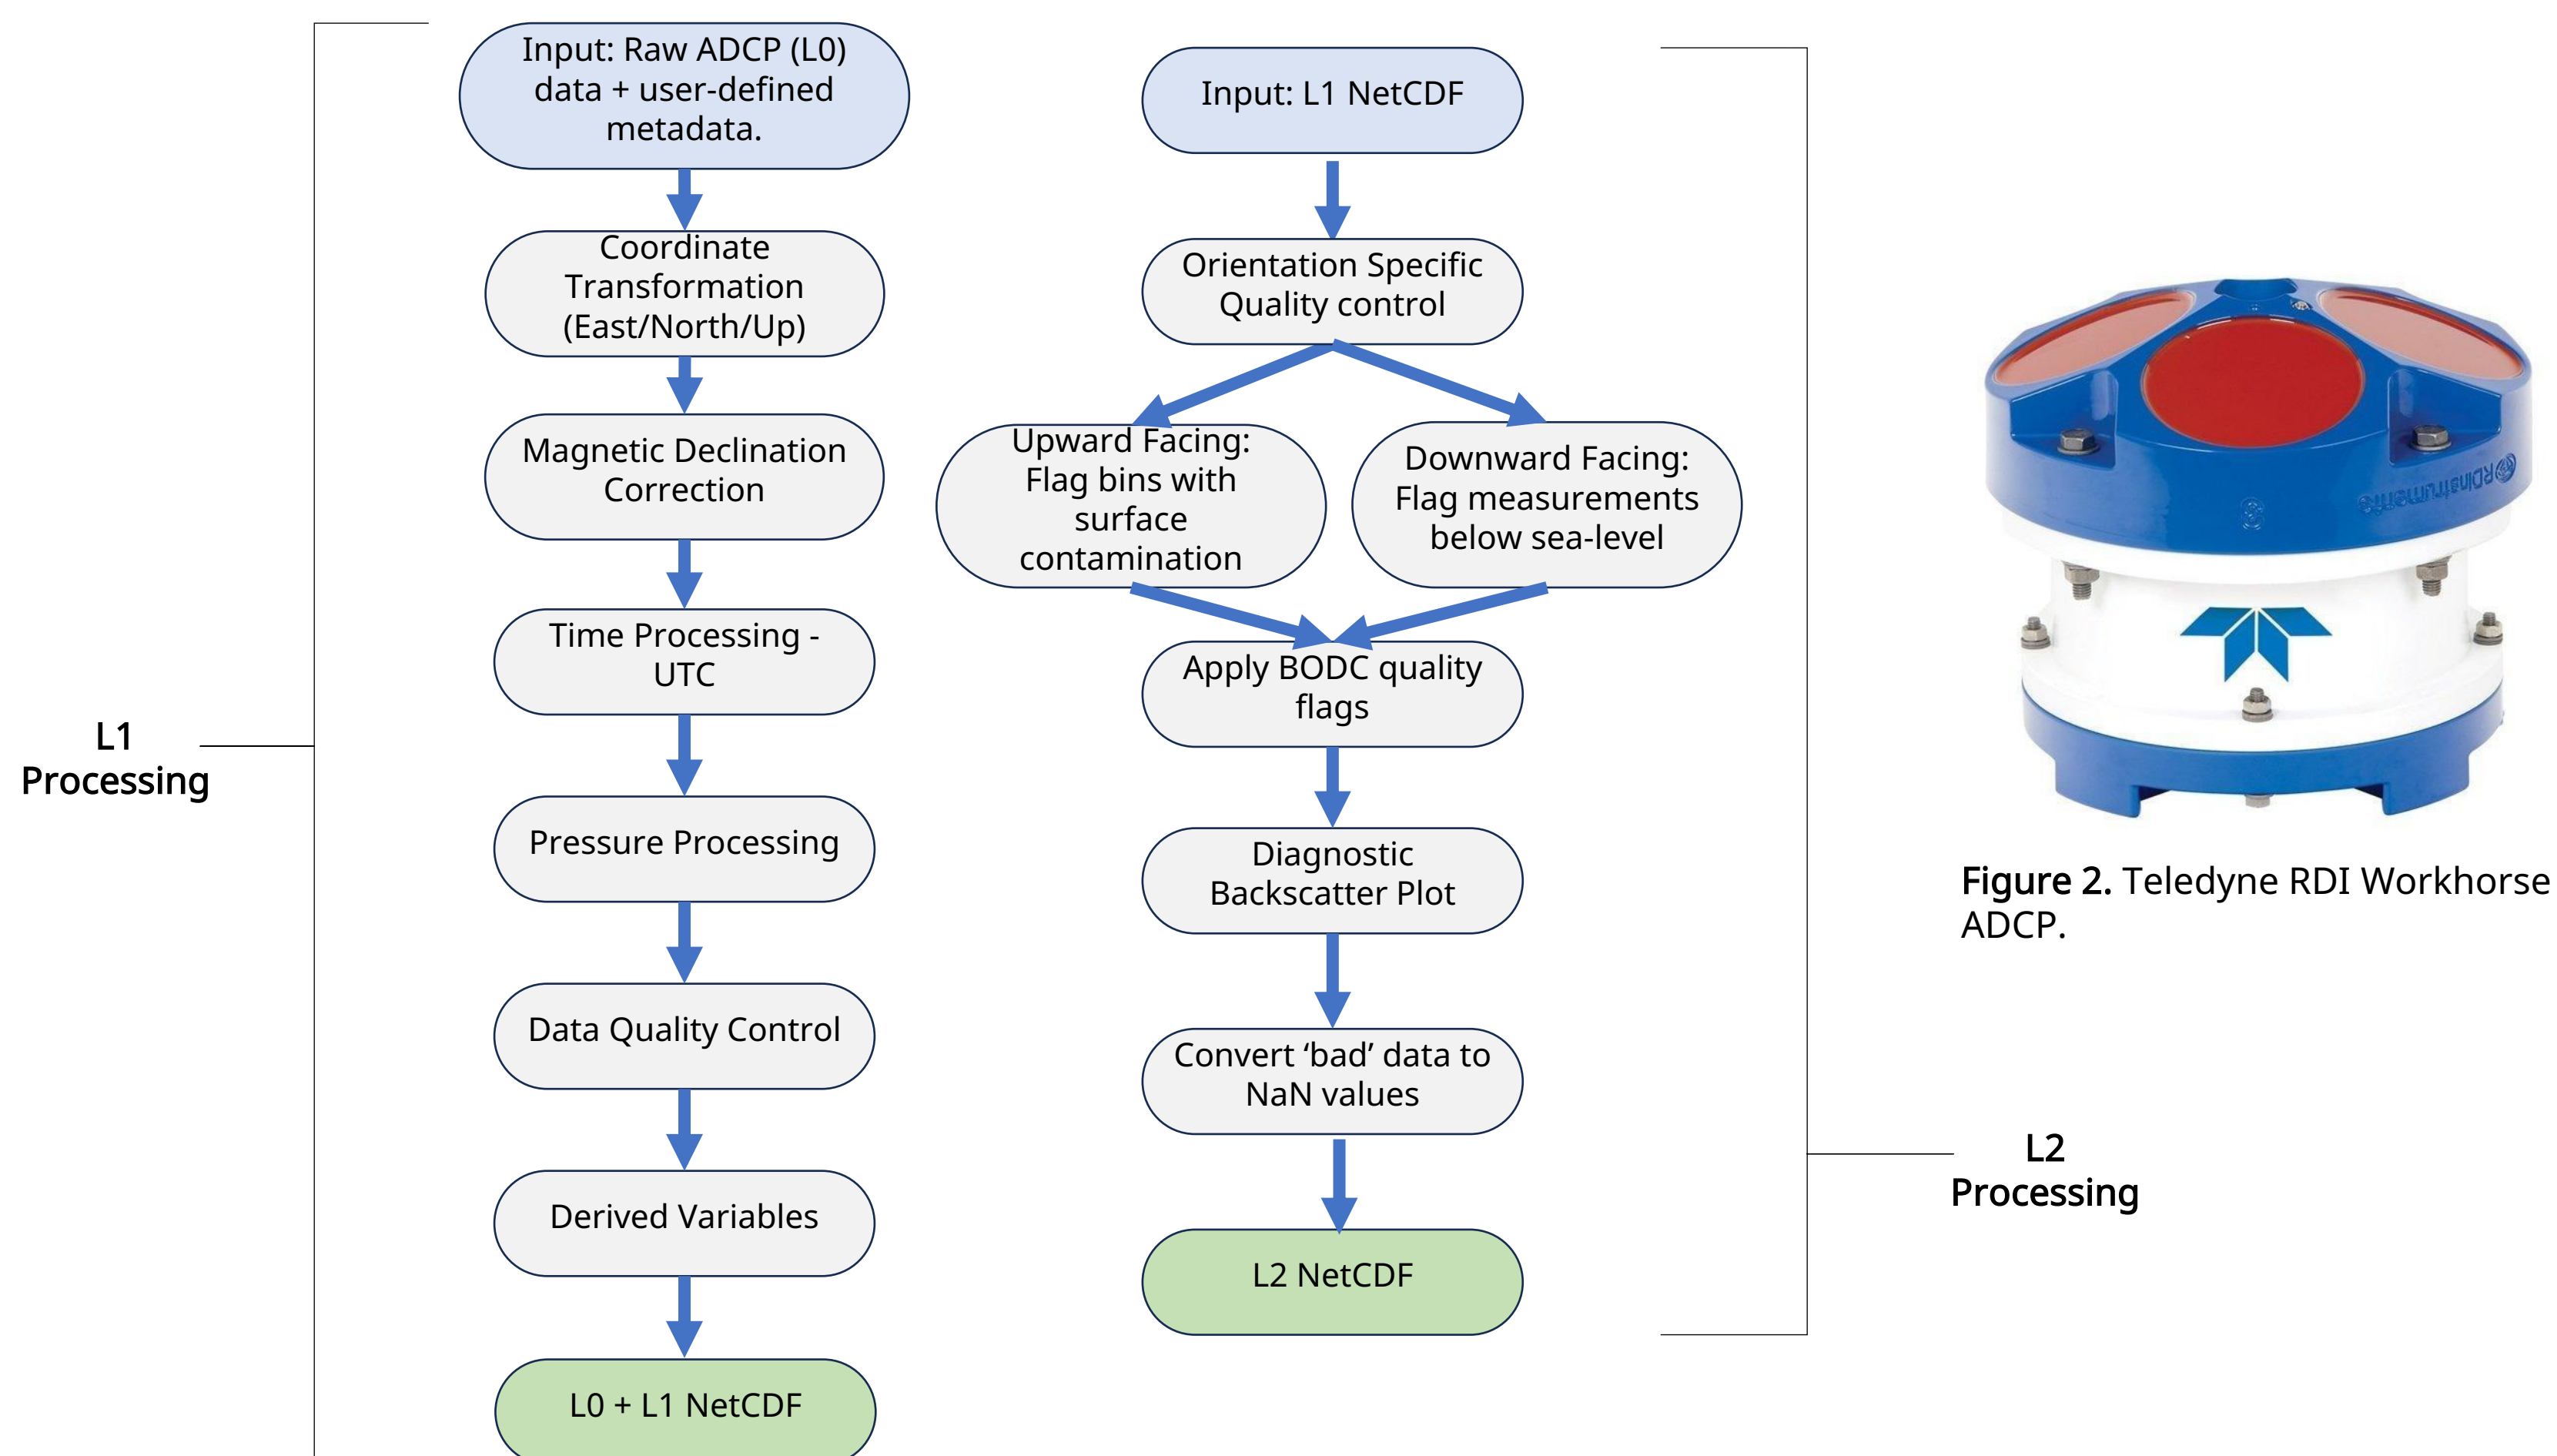 Input: Raw ADCP (L0)
data + user-defined
metadata.
Coordinate
Transformation
(East/North/Up)
Magnetic Declination
Correction
Time Processing -
UTC
Pressure Processing
Data Quality Control
Derived Variables
L0 + L1 NetCDF
L1
Processing
Input: L1 NetCDF
Orientation Specific
Quality control
Upward Facing:
Flag bins with
surface
contamination
Downward Facing:
Flag measurements
below sea-level
Apply BODC quality
flags
Diagnostic
Backscatter Plot
Convert ‘bad’ data to
NaN values
L2 NetCDF
L2
Processing
RDInstruments
Figure 2. Teledyne RDI Workhorse
ADCP.